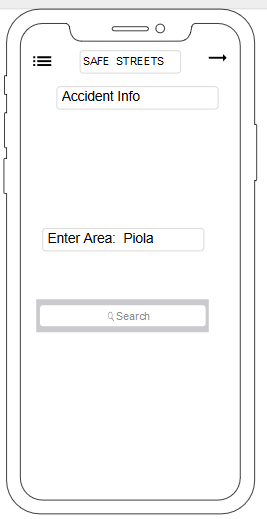 SAFE STREETS
Accident Info
Enter Area: Piola
Search